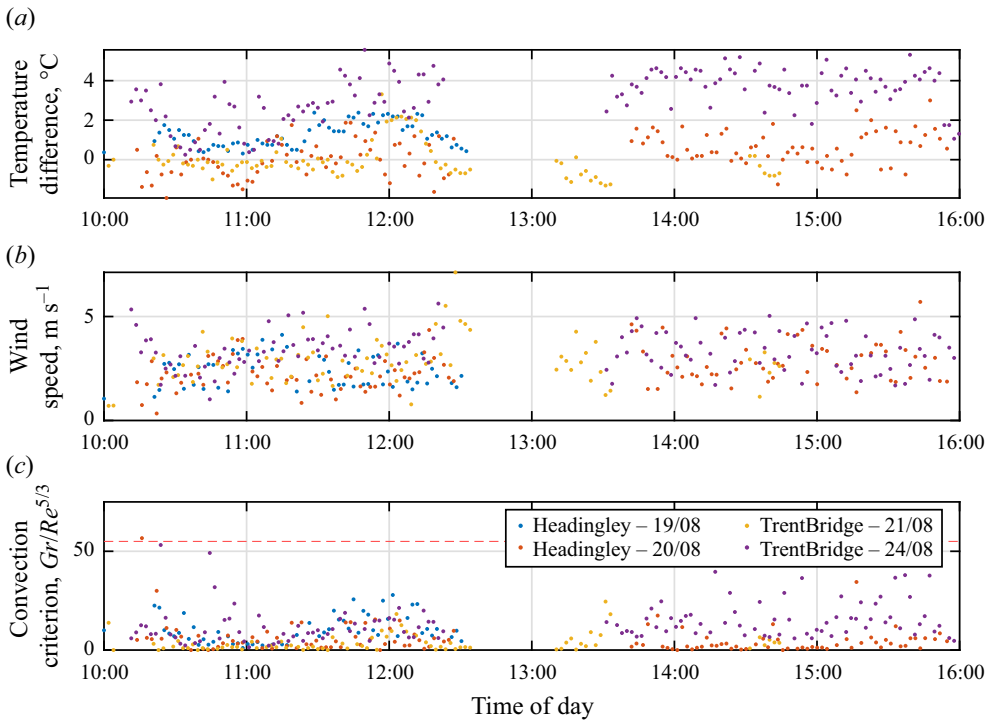 (a)
Temperature
difference, °C
4
2
0
10:00 11:00 12:00 13:00 14:00 15:00 16:00
(b)
Wind
speed, m s⁻¹
5
0
10:00 11:00 12:00 13:00 14:00 15:00 16:00
(c)
Convection
criterion, Gr/Re^5/3
50
0
Headingley – 19/08 TrentBridge – 21/08
Headingley – 20/08 TrentBridge – 24/08
10:00 11:00 12:00 13:00 14:00 15:00 16:00
Time of day